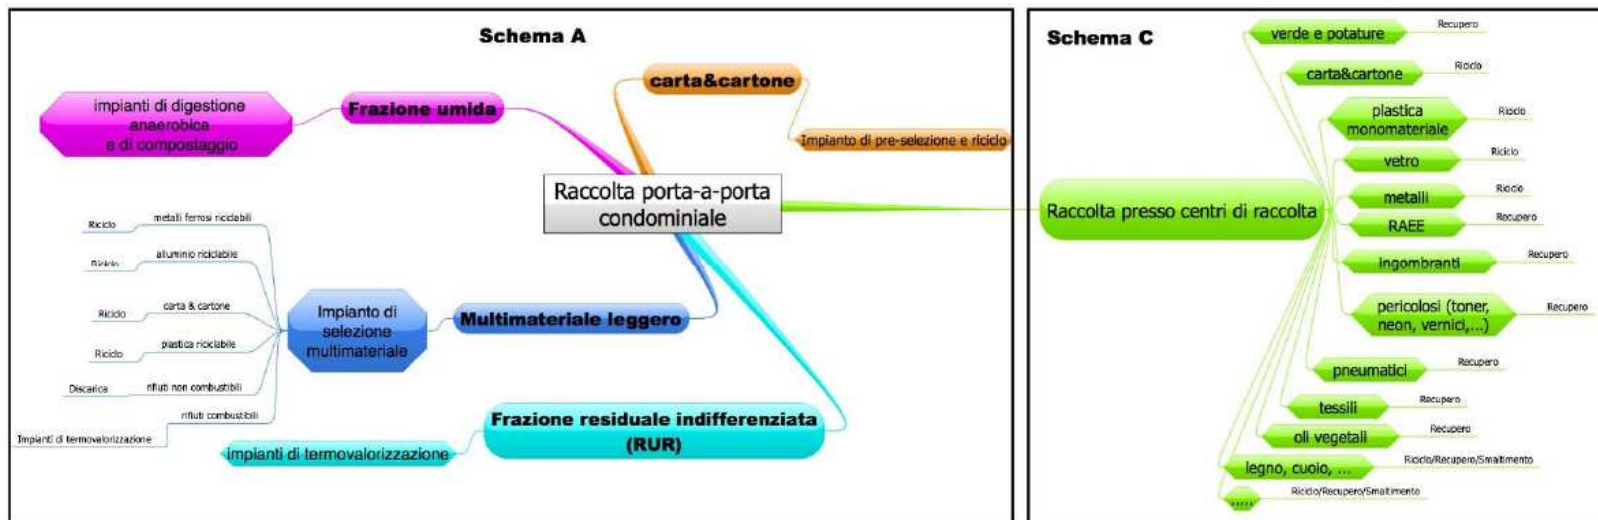 Schema A
carta&cartone
Impianto di pre-selezione e riciclo
Frazione umida
impianti di digestione
anaerobica
e di compostaggio
Raccolta porta-a-porta
condominiale
Multimateriale leggero
Impianto di
selezione
multimateriale
metalli ferrosi riciclabili
Riciclo
alluminio riciclabile
Riciclo
carta & cartone
Riciclo
plastica riciclabile
Riciclo
rifiuti non combustibili
Discarica
rifiuti combustibili
Impianti di termovalorizzazione
Frazione residuale indifferenziata
(RUR)
impianti di termovalorizzazione
Schema C
Raccolta presso centri di raccolta
verde e potature
Recupero
carta&cartone
Riciclo
plastica
monomateriale
Riciclo
vetro
Riciclo
metalli
Riciclo
RAEE
Recupero
ingombranti
Recupero
pericolosi (toner,
neon, vernici,...)
Recupero
pneumatici
Recupero
tessili
Recupero
oli vegetali
Recupero
legno, cuoio, ...
Riciclo/Recupero/Smaltimento
.....
Riciclo/Recupero/Smaltimento